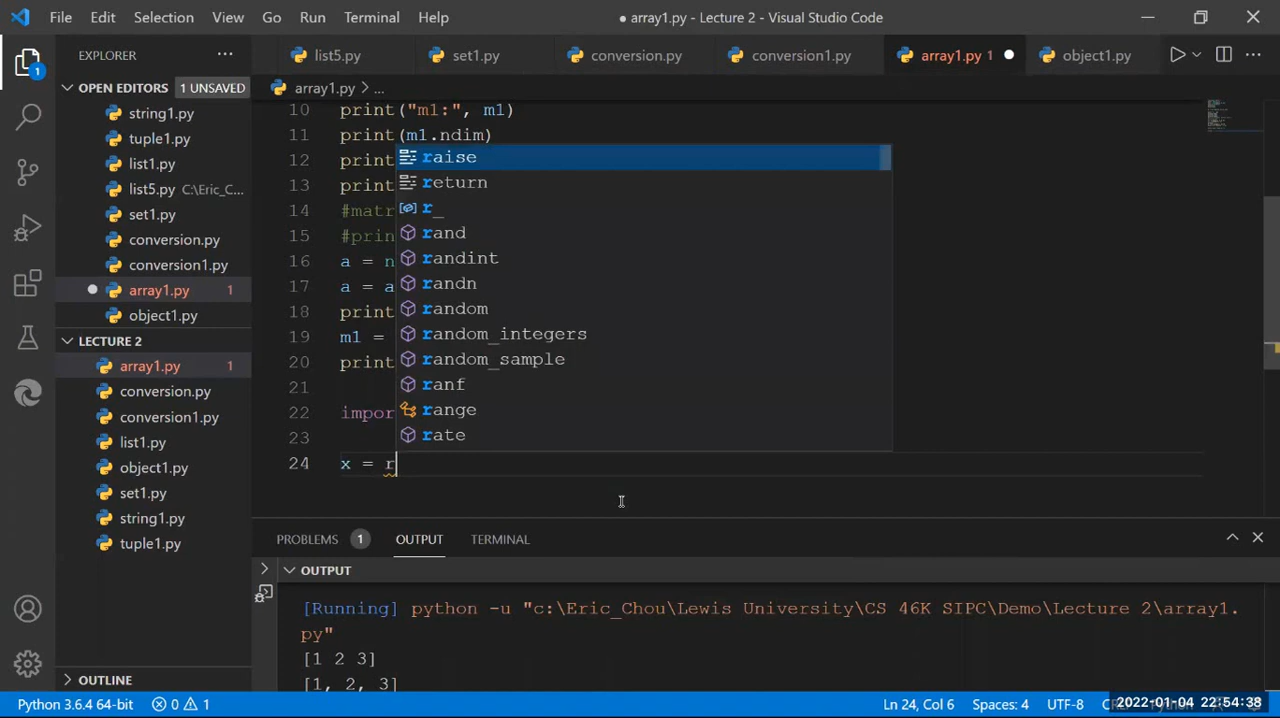 File Edit Selection View Go Run Terminal Help
● array1.py - Lecture 2 - Visual Studio Code
EXPLORER ...
list5.py set1.py conversion.py conversion1.py array1.py 1 object1.py
OPEN EDITORS 1 UNSAVED
array1.py > ...
string1.py
tuple1.py
list1.py
list5.py C:\Eric_C...
set1.py
conversion.py
conversion1.py
array1.py 1
object1.py
LECTURE 2
array1.py 1
conversion.py
conversion1.py
list1.py
object1.py
set1.py
string1.py
tuple1.py
OUTLINE
10 print("m1:", m1)
11 print(m1.ndim)
12 print
13 print
14 #matr
15 #prin
16 a = n
17 a = a
18 print
19 m1 =
20 print
21
22 impor
23
24 x = r
raise
return
r_
rand
randint
randn
random
random_integers
random_sample
ranf
range
rate
PROBLEMS 1 OUTPUT TERMINAL
OUTPUT
[Running] python -u "c:\Eric_Chou\Lewis University\CS 46K SIPC\Demo\Lecture 2\array1.
py"
[1 2 3]
[1, 2, 3]
1
Python 3.6.4 64-bit 0 1 Ln 24, Col 6 Spaces: 4 UTF-8
2022-01-04 22:54:38